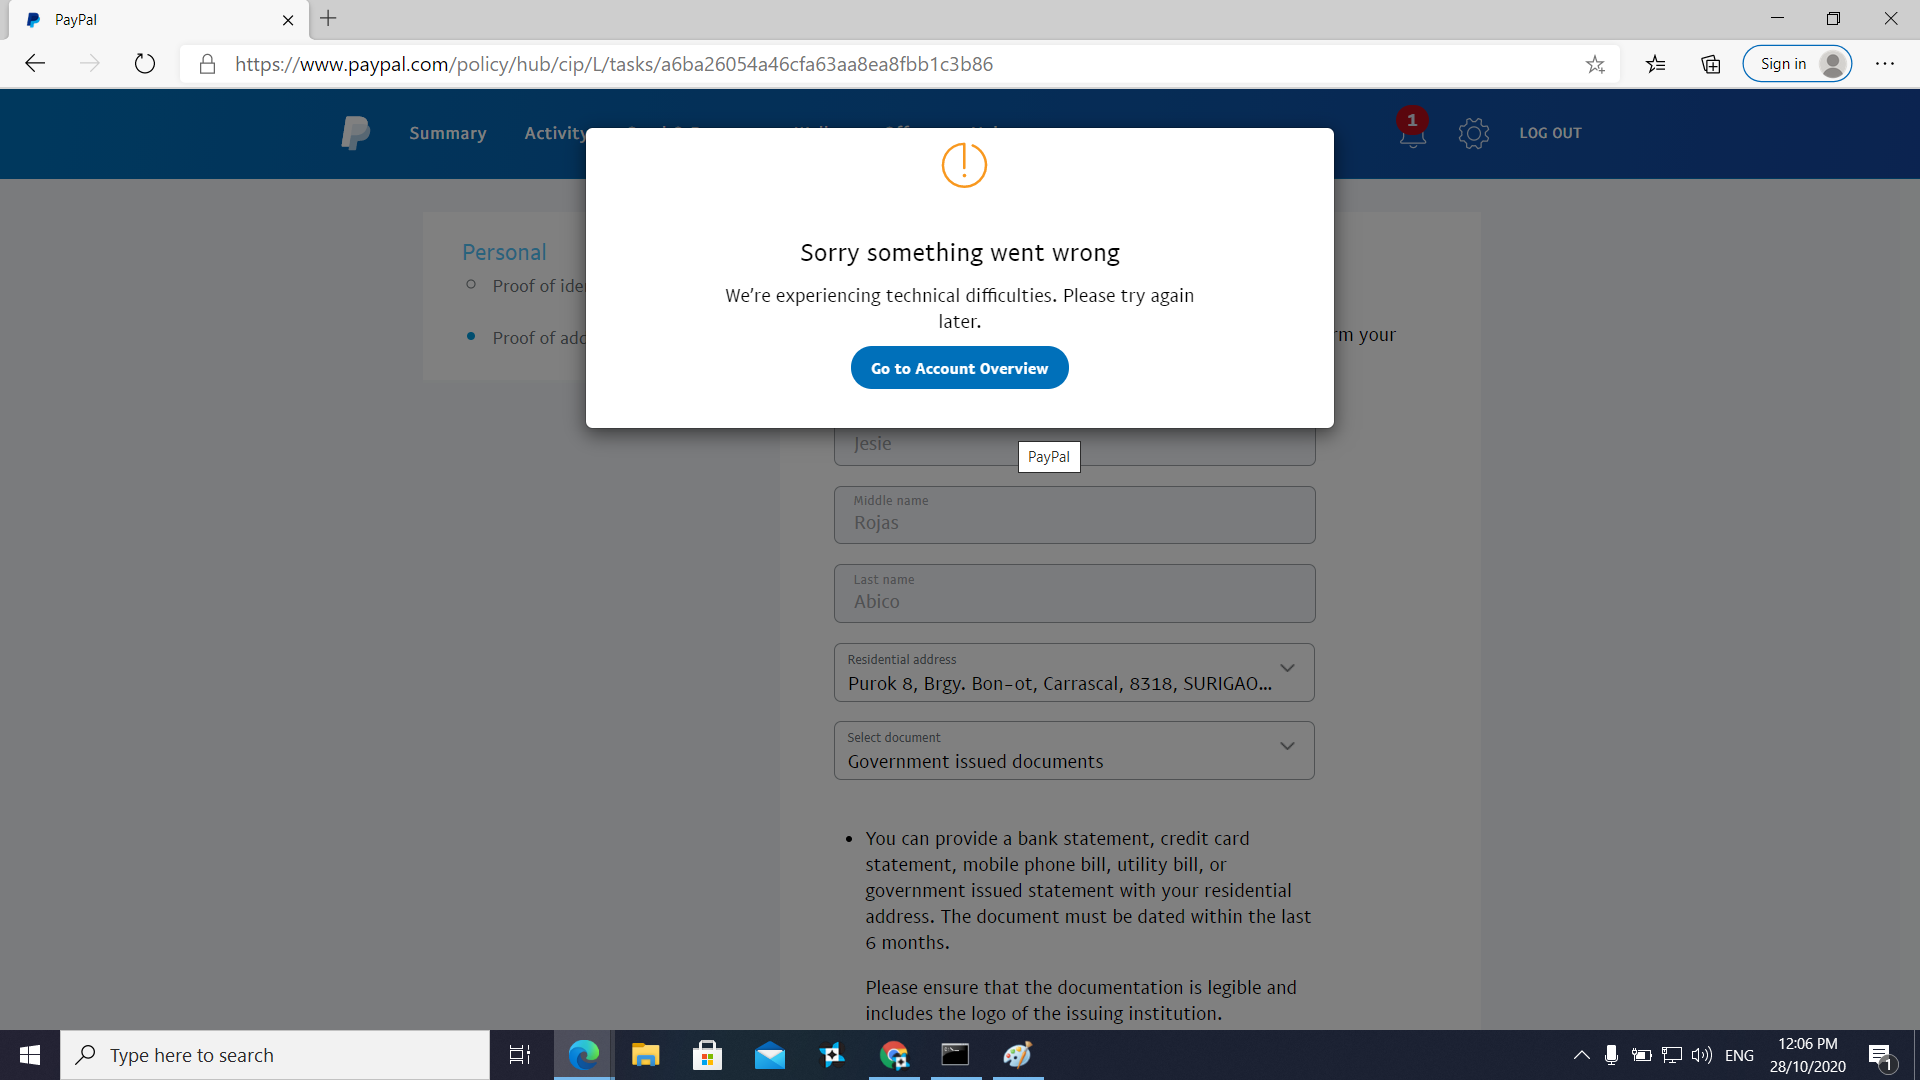 PayPal
https://www.paypal.com/policy/hub/cip/L/tasks/a6ba26054a46cfa63aa8ea8fbb1c3b86
Sign in
Summary
Activity
1
LOG OUT
Sorry something went wrong
We're experiencing technical difficulties. Please try again
later.
Go to Account Overview
Personal
Proof of
Proof of
your
Jesie
PayPal
Middle name
Rojas
Last name
Abico
Residential address
Purok 8, Brgy. Bon-ot, Carrascal, 8318, SURIGAO...
Select document
Government issued documents
• You can provide a bank statement, credit card
statement, mobile phone bill, utility bill, or
government issued statement with your residential
address. The document must be dated within the last
6 months.
Please ensure that the documentation is legible and
includes the logo of the issuing institution.
Type here to search
ENG
12:06 PM
28/10/2020
1